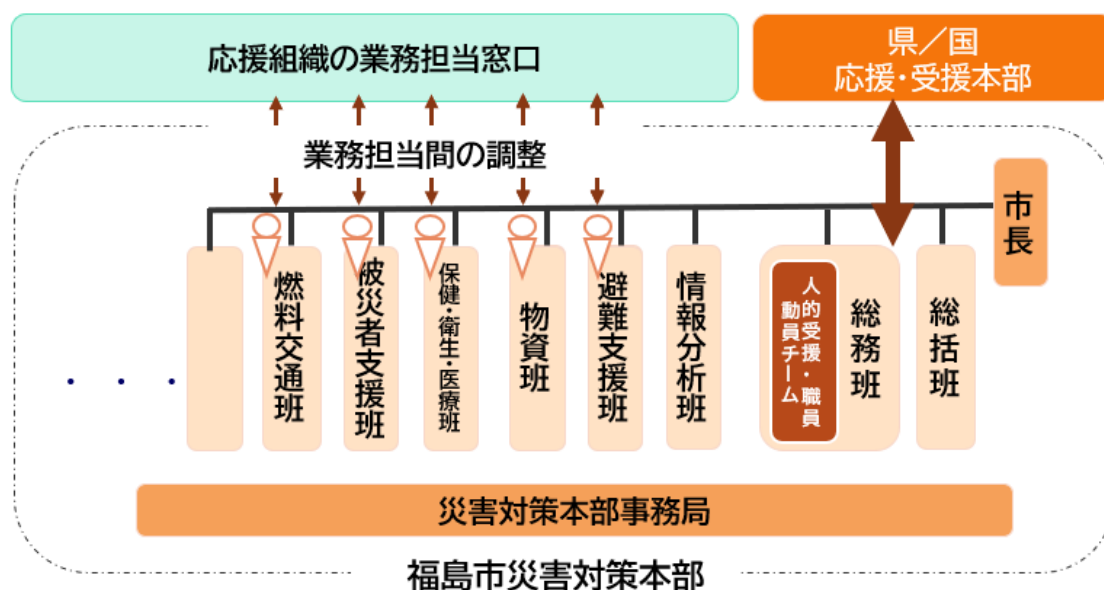 応援組織の業務担当窓口
県／国
応援・受援本部
業務担当間の調整
市長
燃料交通班
被災者支援班
保健・衛生・医療班
物資班
避難支援班
情報分析班
人的受援・職員
動員チーム
総務班
総括班
・・・
災害対策本部事務局
福島市災害対策本部